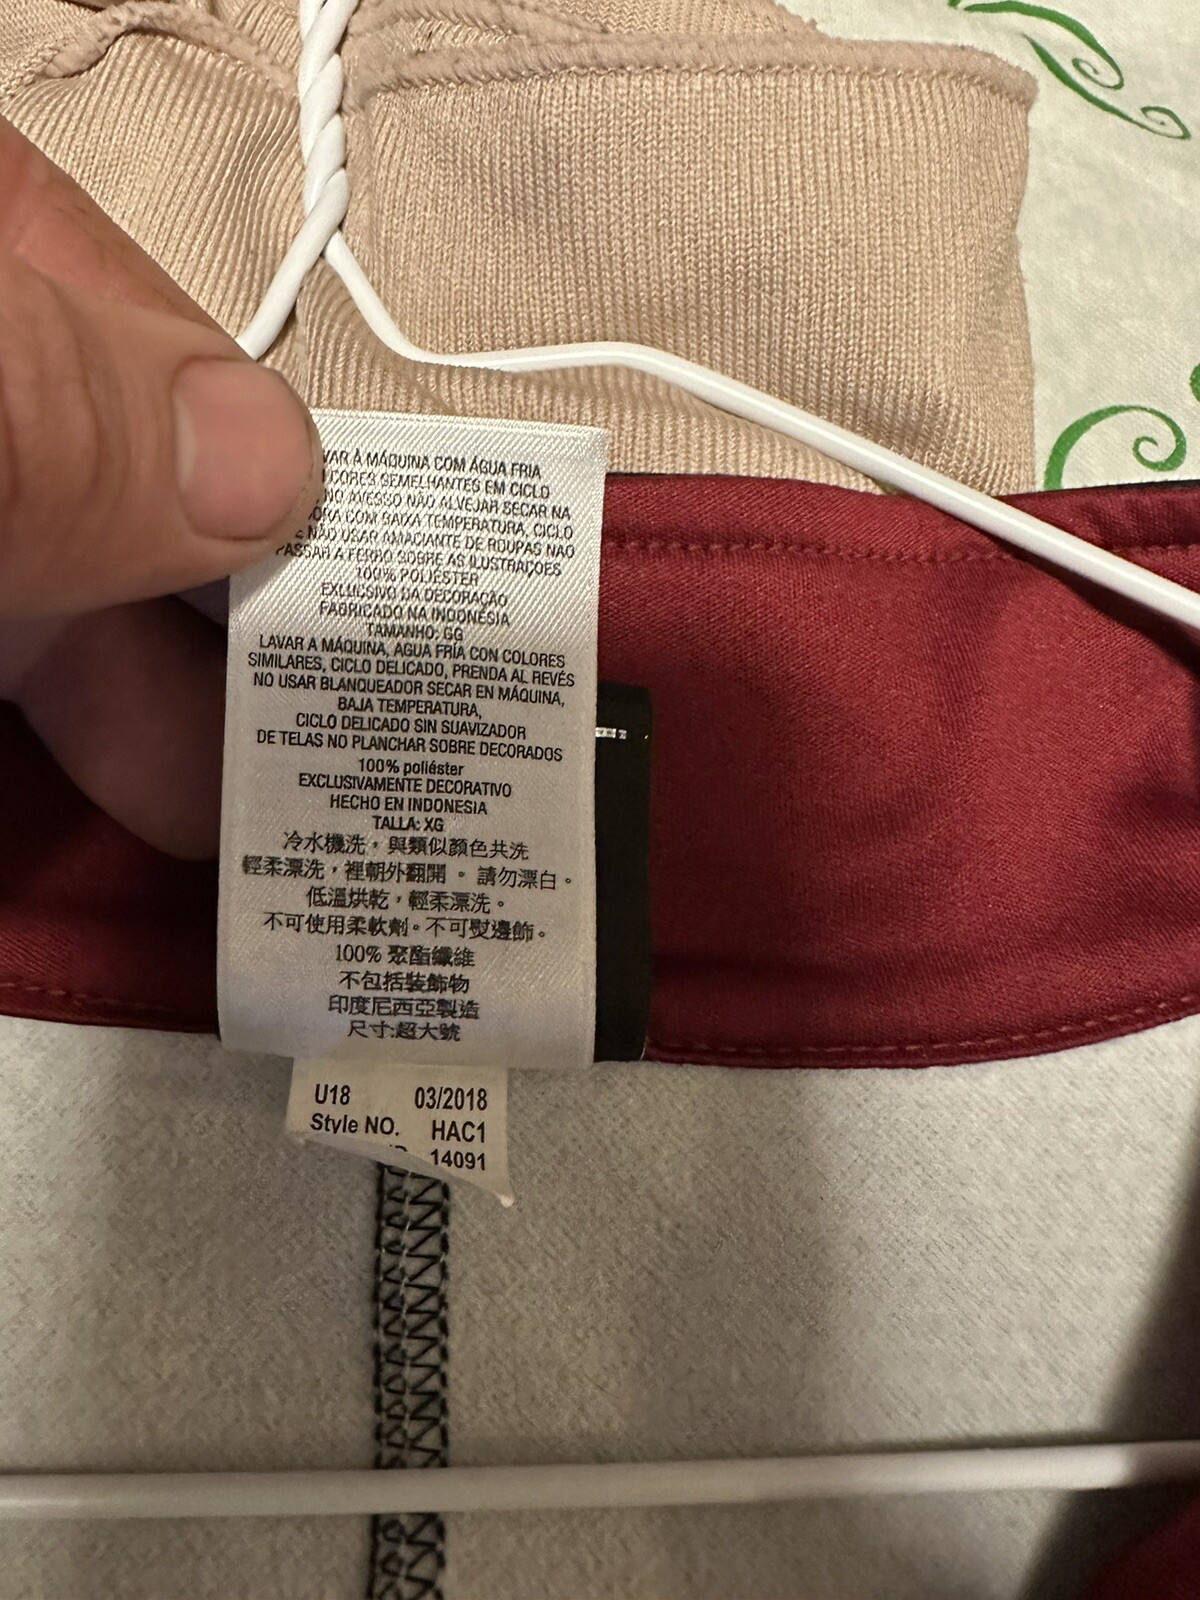 VAR À MÁQUINA COM ÁGUA FRIA
CORES SEMELHANTES EM CICLO
NO AVESSO NÃO ALVEJAR SECAR NA
COM BAIXA TEMPERATURA, CICLO
E NÃO USAR AMACIANTE DE ROUPAS NÃO
PASSAR A FERRO SOBRE AS ILUSTRAÇÕES
100% POLIÉSTER
EXCLUSIVO DA DECORAÇÃO
FABRICADO NA INDONÉSIA
TAMANHO: GG
LAVAR A MÁQUINA, AGUA FRÍA CON COLORES
SIMILARES, CICLO DELICADO, PRENDA AL REVÉS
NO USAR BLANQUEADOR SECAR EN MÁQUINA,
BAJA TEMPERATURA,
CICLO DELICADO SIN SUAVIZADOR
DE TELAS NO PLANCHAR SOBRE DECORADOS
100% poliéster
EXCLUSIVAMENTE DECORATIVO
HECHO EN INDONESIA
TALLA: XG
冷水機洗，與類似顏色共洗
輕柔漂洗，裡朝外翻開。請勿漂白。
低溫烘乾，輕柔漂洗。
不可使用柔軟劑。不可熨邊飾。
100% 聚酯纖維
不包括裝飾物
印度尼西亞製造
尺寸:超大號
U18 03/2018
Style NO. HAC1
14091